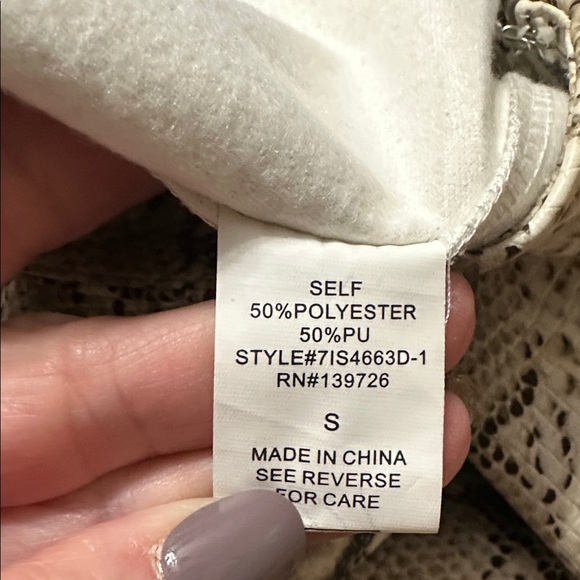 SELF
50%POLYESTER
50%PU
STYLE#7IS4663D-1
RN#139726
S
MADE IN CHINA
SEE REVERSE
FOR CARE